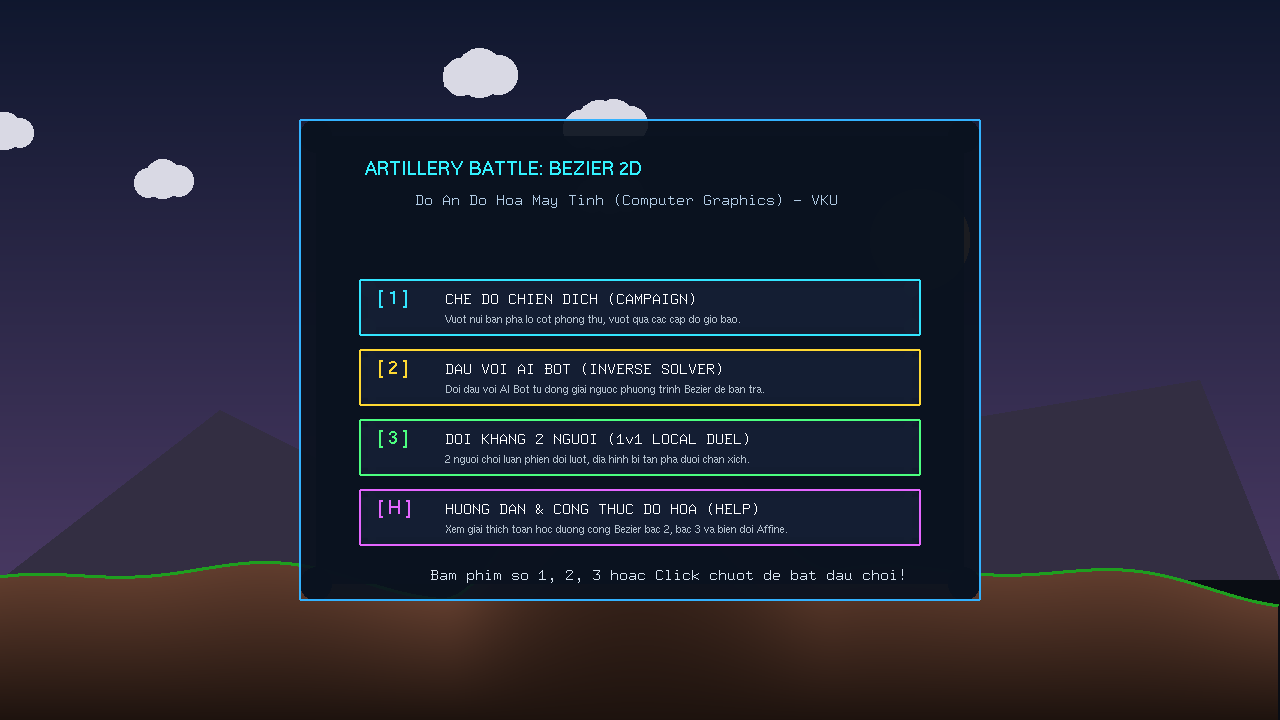 ARTILLERY BATTLE: BEZIER 2D
Do An Do Hoa May Tinh (Computer Graphics) - VKU
[1] CHE DO CHIEN DICH (CAMPAIGN)
Vuot nui ban pha lo cot phong thu, vuot qua cac cap do gio bao.
[2] DAU VOI AI BOT (INVERSE SOLVER)
Doi dau voi AI Bot tu dong giai nguoc phuong trinh Bezier de ban tra.
[3] DOI KHANG 2 NGUOI (1v1 LOCAL DUEL)
2 nguoi choi luan phien doi luot, dia hinh bi tan pha duoi chan xich.
[H] HUONG DAN & CONG THUC DO HOA (HELP)
Xem giai thich toan hoc duong cong Bezier bac 2, bac 3 va bien doi Affine.
Bam phim so 1, 2, 3 hoac Click chuot de bat dau choi!